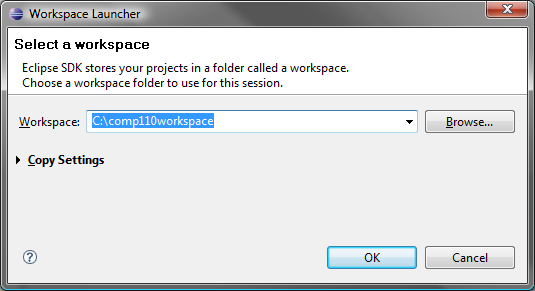 Workspace Launcher
Select a workspace
Eclipse SDK stores your projects in a folder called a workspace.
Choose a workspace folder to use for this session.
Workspace: C:\comp110workspace Browse...
Copy Settings
? OK Cancel